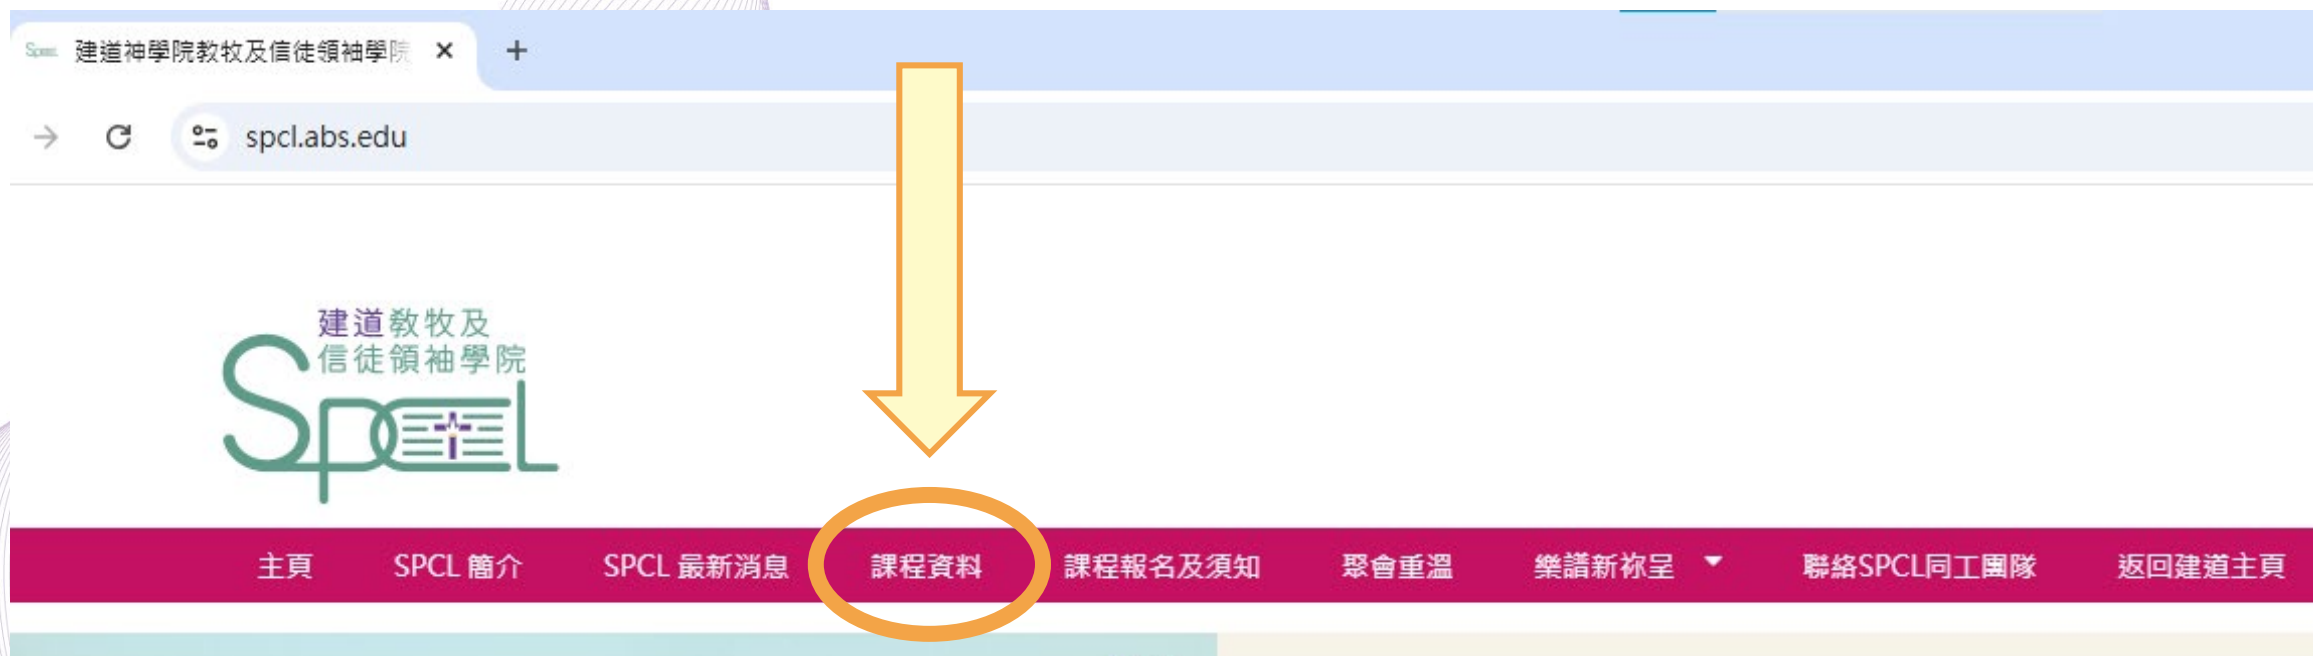 建道神學院教牧及信徒領袖學院
spcl.abs.edu
建道教牧及
信徒領袖學院
SPCL
主頁 SPCL 簡介 SPCL 最新消息 課程資料 課程報名及須知 聚會重溫 樂譜新祢呈 聯絡SPCL同工團隊 返回建道主頁